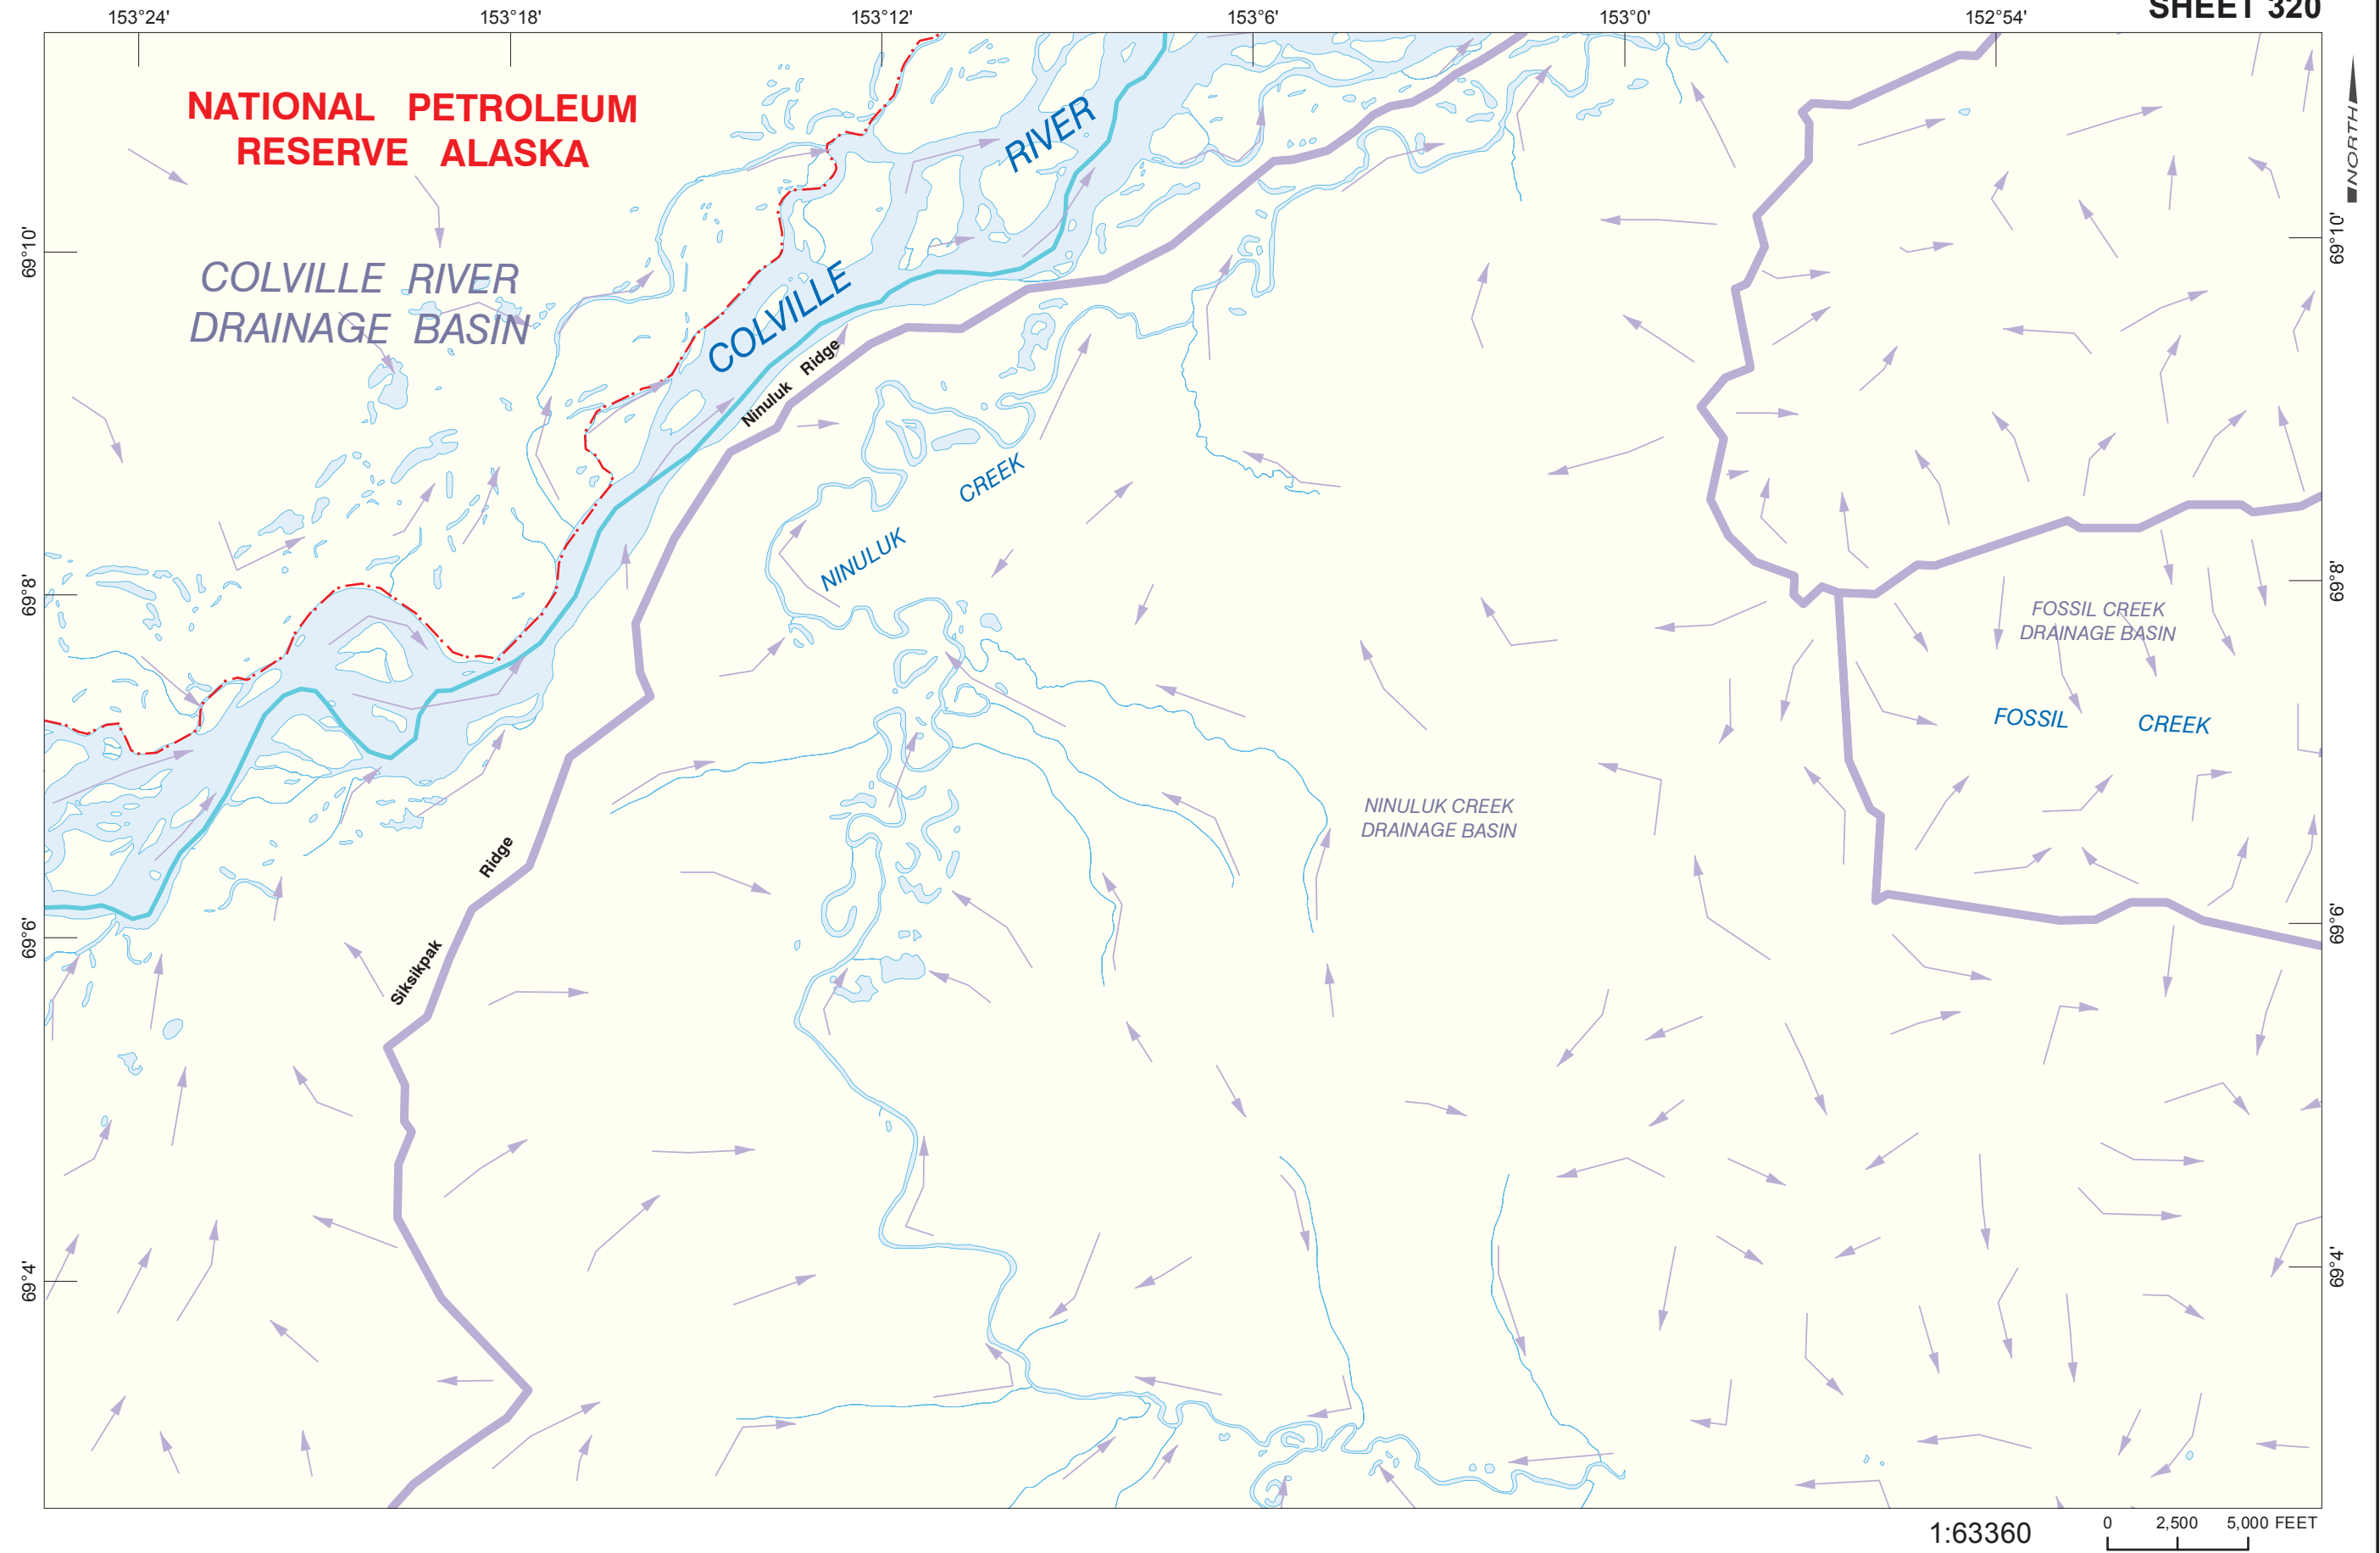 SHEET 320
153°24'
153°18'
153°12'
153°6'
153°0'
152°54'
NORTH
NATIONAL PETROLEUM
RESERVE ALASKA
RIVER
69°10'
69°10'
COLVILLE RIVER
DRAINAGE BASIN
COLVILLE
Ninuluk Ridge
CREEK
NINULUK
69°8'
69°8'
FOSSIL CREEK
DRAINAGE BASIN
FOSSIL CREEK
NINULUK CREEK
DRAINAGE BASIN
Ridge
Siksikpak
69°6'
69°6'
69°4'
69°4'
1:63360
0 2,500 5,000 FEET